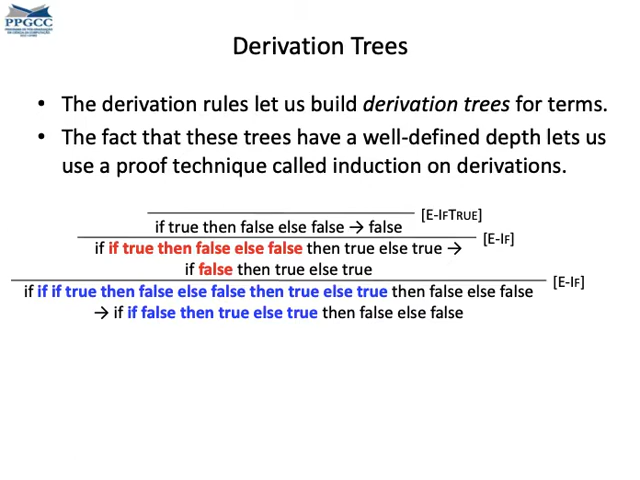 PPGCC
Derivation Trees
• The derivation rules let us build derivation trees for terms.
• The fact that these trees have a well-defined depth lets us
use a proof technique called induction on derivations.
[E-IFTRUE]
if true then false else false → false
[E-IF]
if if true then false else false then true else true →
if false then true else true
[E-IF]
if if if true then false else false then true else true then false else false
→ if if false then true else true then false else false